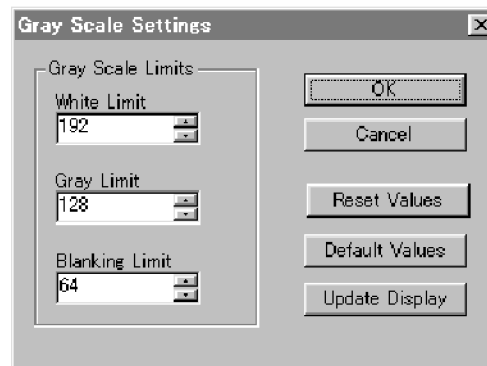 Gray Scale Settings
Gray Scale Limits
White Limit
192
Gray Limit
128
Blanking Limit
64
OK
Cancel
Reset Values
Default Values
Update Display